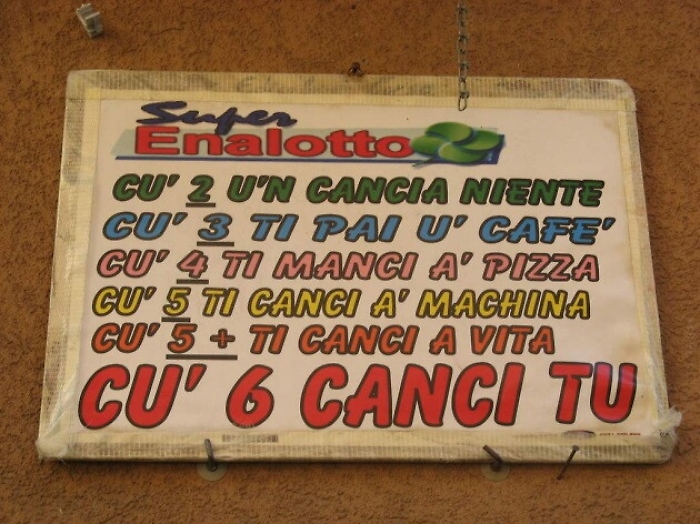 Super
Enalotto
CU' 2 U'N CANCIA NIENTE
CU' 3 TI PAI U' CAFE'
CU' 4 TI MANCI A' PIZZA
CU' 5 TI CANCI A' MACHINA
CU' 5 + TI CANCI A VITA
CU' 6 CANCI TU